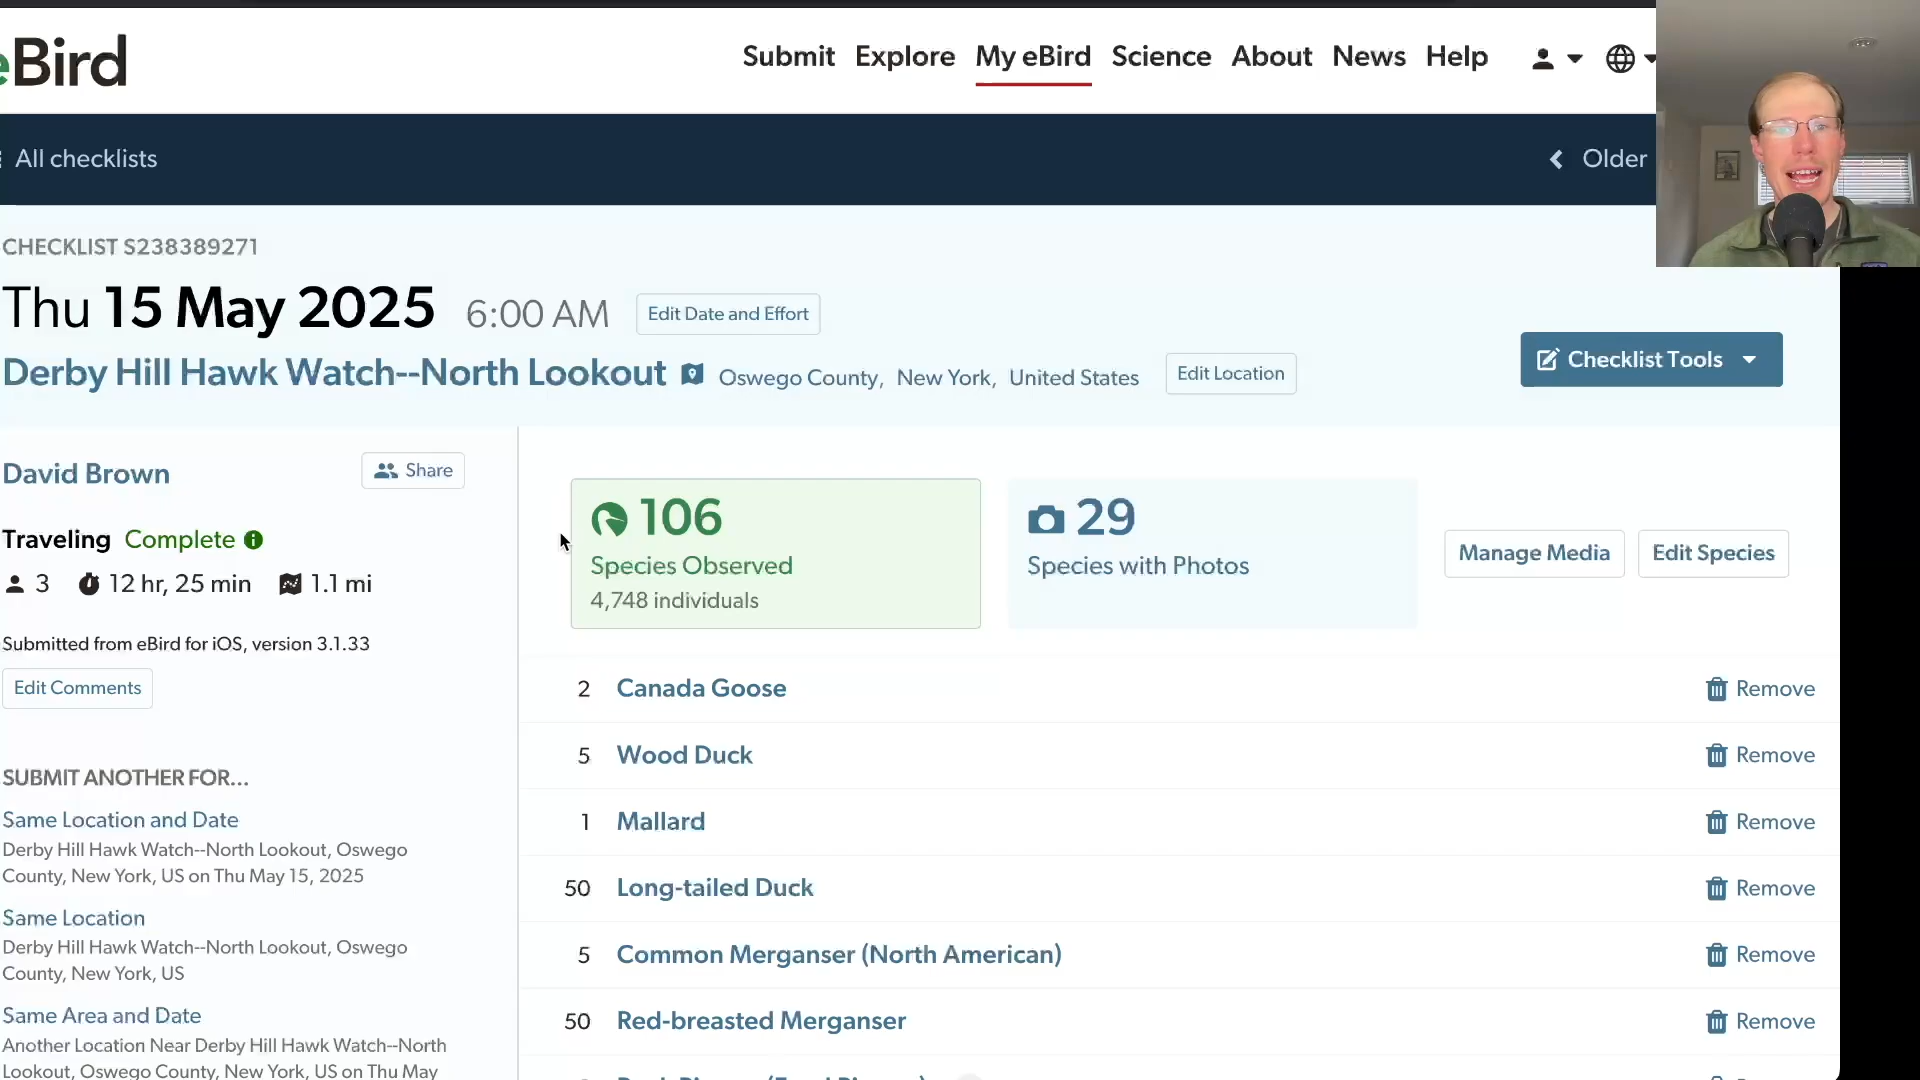 eBird
Submit Explore My eBird Science About News Help
All checklists
Older
CHECKLIST S238389271
Thu 15 May 2025 6:00 AM Edit Date and Effort
Derby Hill Hawk Watch--North Lookout Oswego County, New York, United States Edit Location
Checklist Tools
David Brown
Share
Traveling Complete
3 12 hr, 25 min 1.1 mi
Submitted from eBird for iOS, version 3.1.33
Edit Comments
SUBMIT ANOTHER FOR...
Same Location and Date
Derby Hill Hawk Watch--North Lookout, Oswego
County, New York, US on Thu May 15, 2025
Same Location
Derby Hill Hawk Watch--North Lookout, Oswego
County, New York, US
Same Area and Date
Another Location Near Derby Hill Hawk Watch--North
Lookout, Oswego County, New York, US on Thu May
106
Species Observed
4,748 individuals
29
Species with Photos
Manage Media
Edit Species
2 Canada Goose Remove
5 Wood Duck Remove
1 Mallard Remove
50 Long-tailed Duck Remove
5 Common Merganser (North American) Remove
50 Red-breasted Merganser Remove